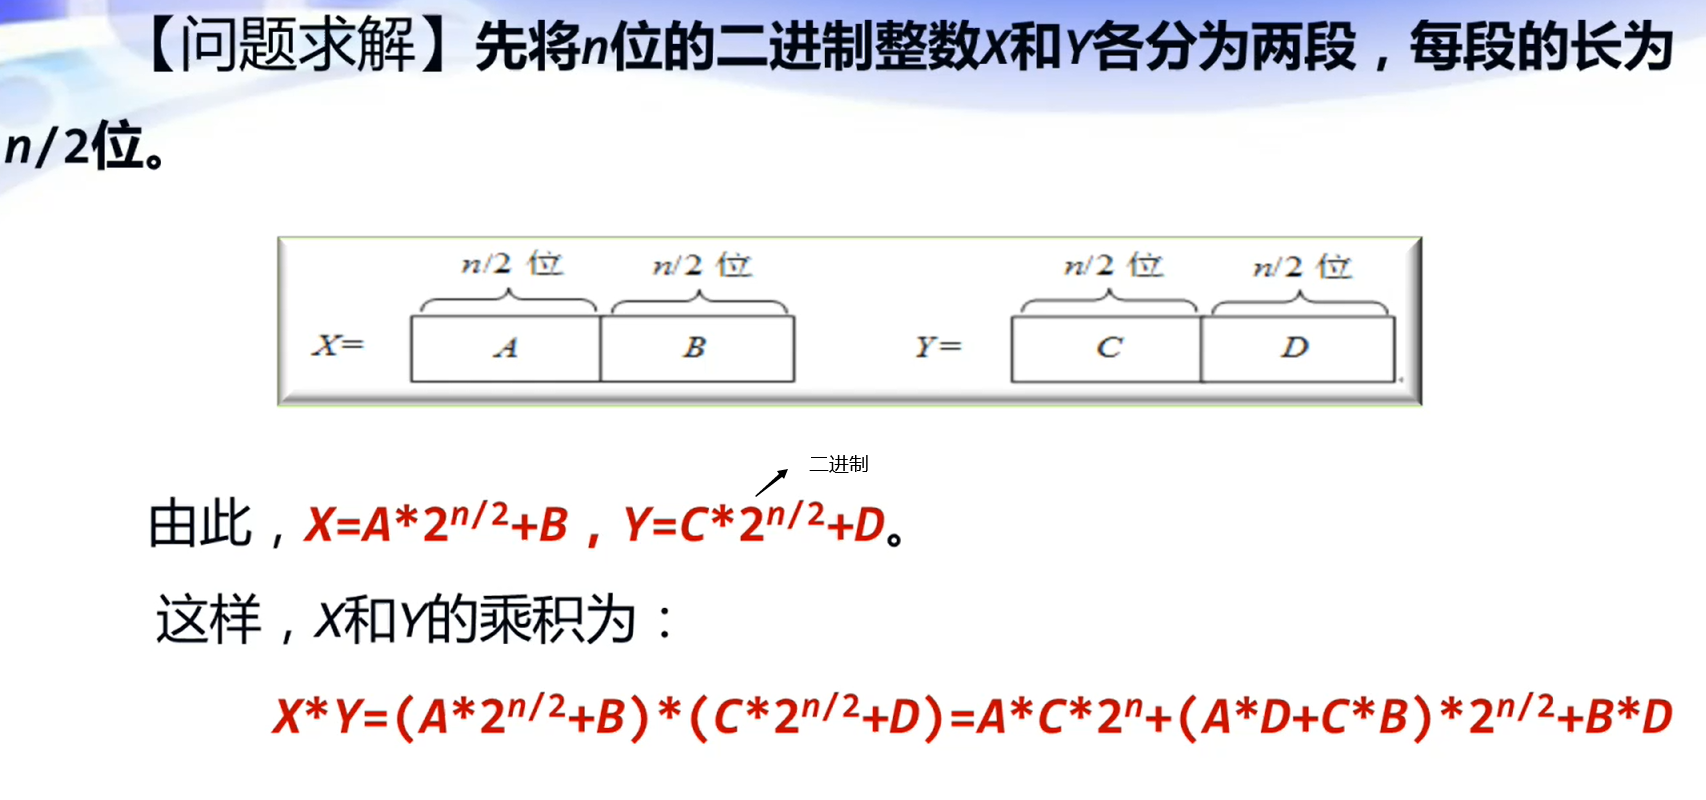 【问题求解】先将n位的二进制整数X和Y各分为两段，每段的长为
n/2位。
n/2 位 n/2 位 n/2 位 n/2 位
X= A B Y= C D
二进制
由此，X=A*2^{n/2}+B，Y=C*2^{n/2}+D。
这样，X和Y的乘积为：
X*Y=(A*2^{n/2}+B)*(C*2^{n/2}+D)=A*C*2^{n}+(A*D+C*B)*2^{n/2}+B*D